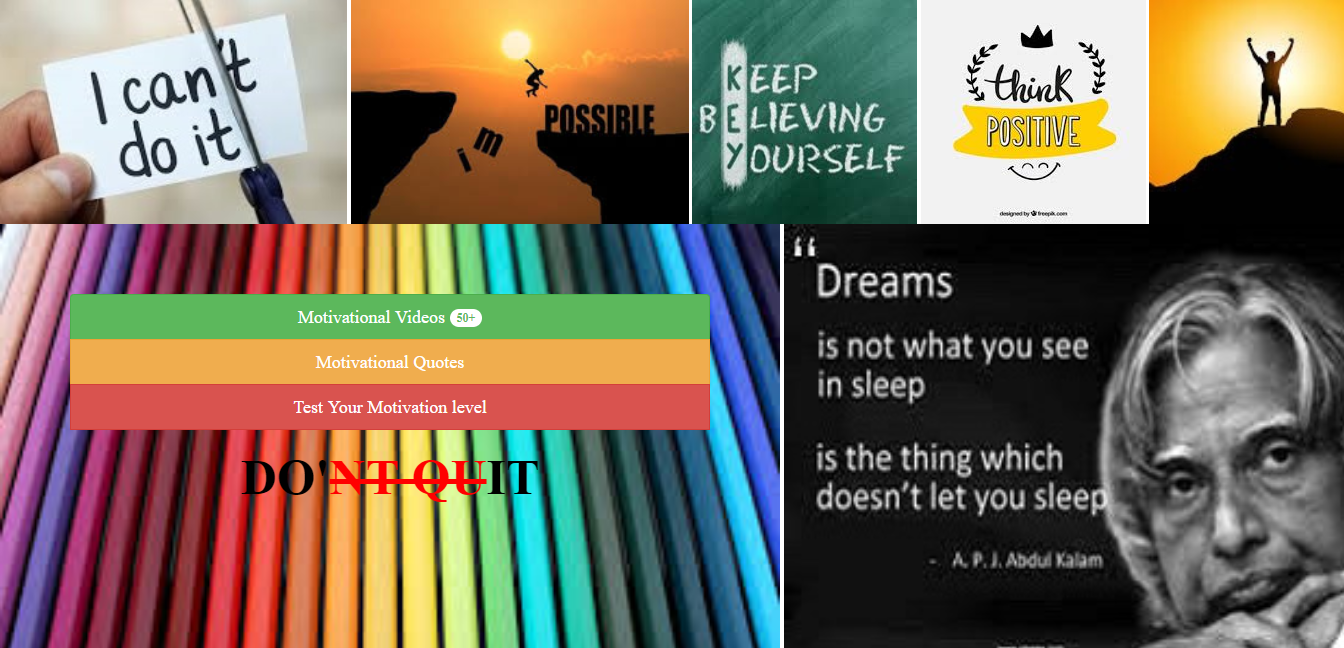 I can't
do it
POSSIBLE
i m
KEEP
BELIEVING
YOURSELF
think
POSITIVE
designed by freepik.com
Motivational Videos 50+
Motivational Quotes
Test Your Motivation level
DO'NT QUIT
“
Dreams
is not what you see
in sleep
is the thing which
doesn't let you sleep
- A. P. J. Abdul Kalam